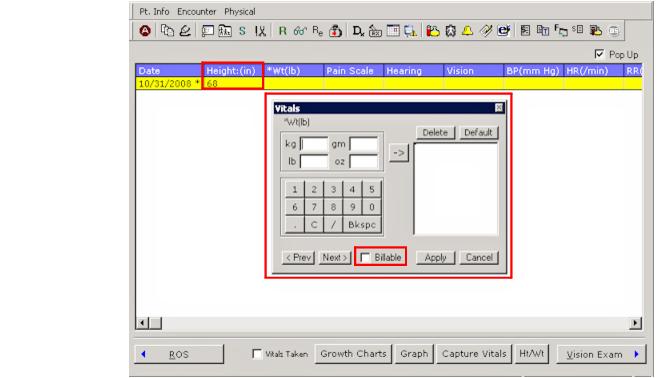 Pt. Info Encounter Physical
S R Re Dx
Pop Up
Date Height:(in) *Wt(lb) Pain Scale Hearing Vision BP(mm Hg) HR(/min) RR(
10/31/2008 * 68
Vitals
*Wt(lb)
Delete Default
kg gm
->
lb oz
1 2 3 4 5
6 7 8 9 0
. C / Bkspc
< Prev Next > Billable Apply Cancel
ROS Vitals Taken Growth Charts Graph Capture Vitals Ht/Wt Vision Exam